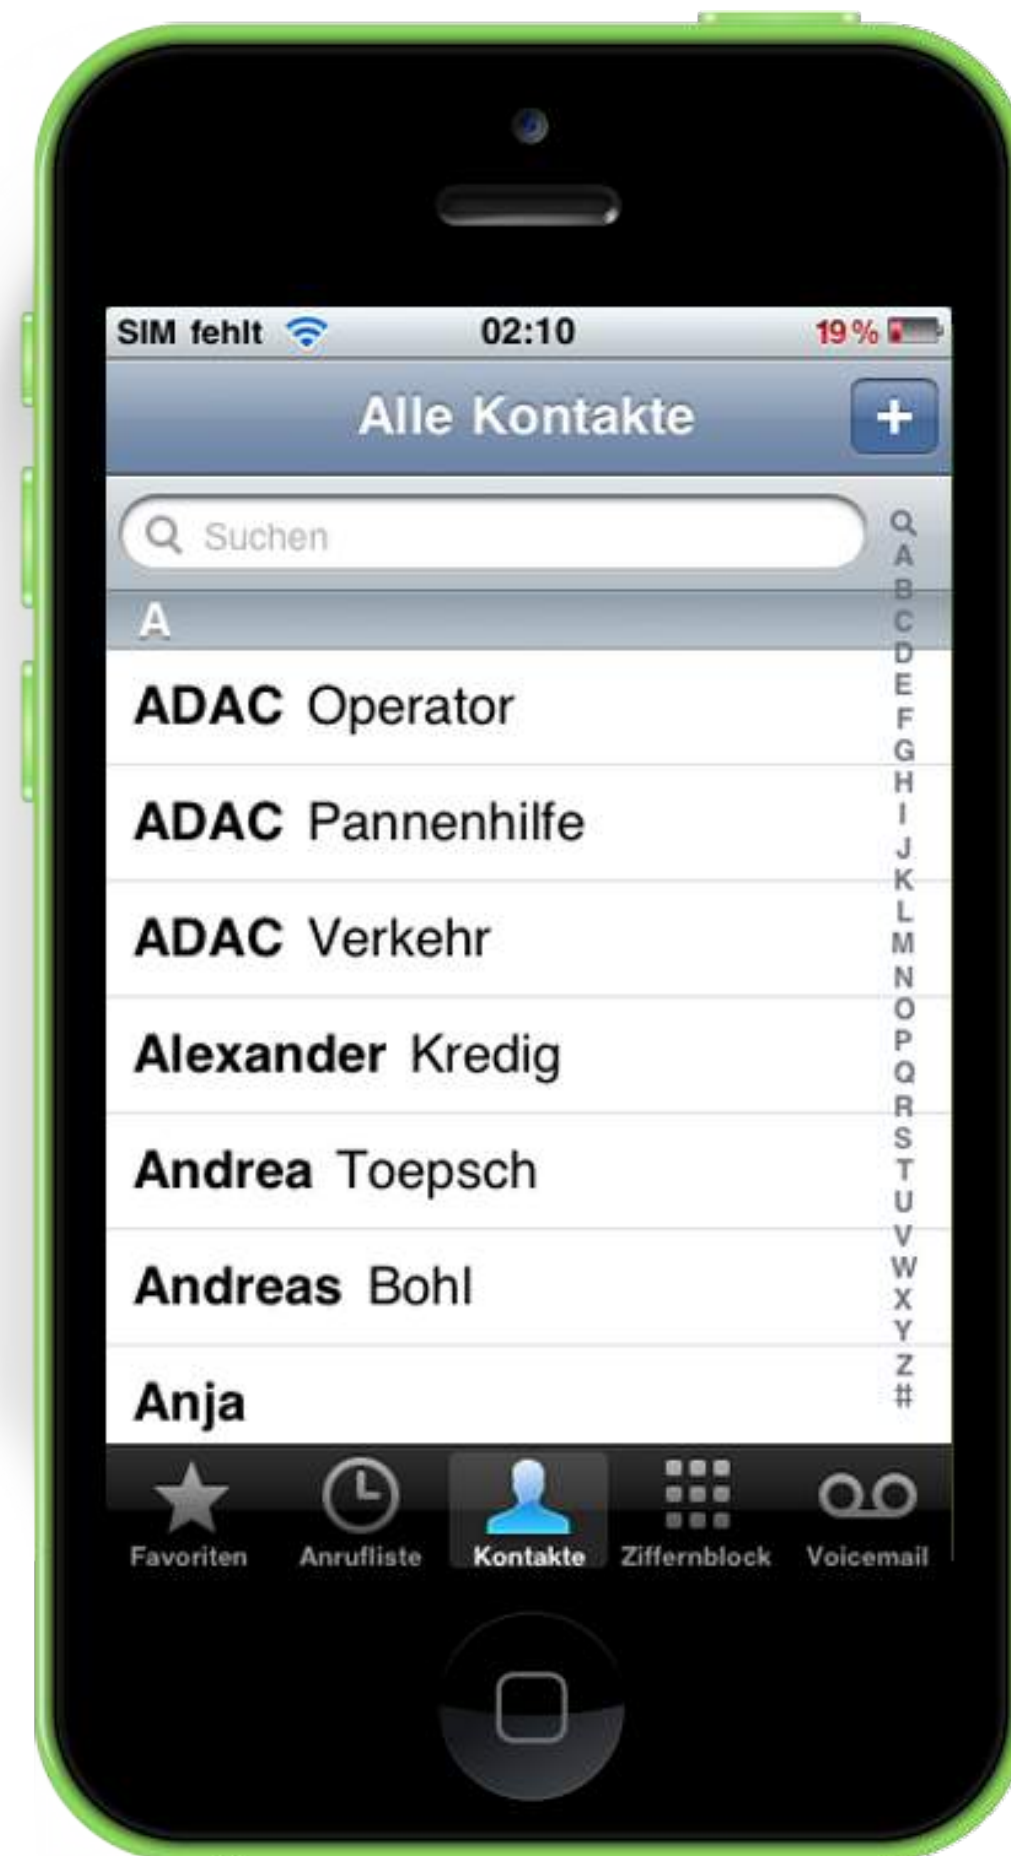 SIM fehlt 02:10 19%
Alle Kontakte +
Suchen
A
ADAC Operator
ADAC Pannenhilfe
ADAC Verkehr
Alexander Kredig
Andrea Toepsch
Andreas Bohl
Anja
A
B
C
D
E
F
G
H
I
J
K
L
M
N
O
P
Q
R
S
T
U
V
W
X
Y
Z
#
Favoriten Anrufliste Kontakte Ziffernblock Voicemail